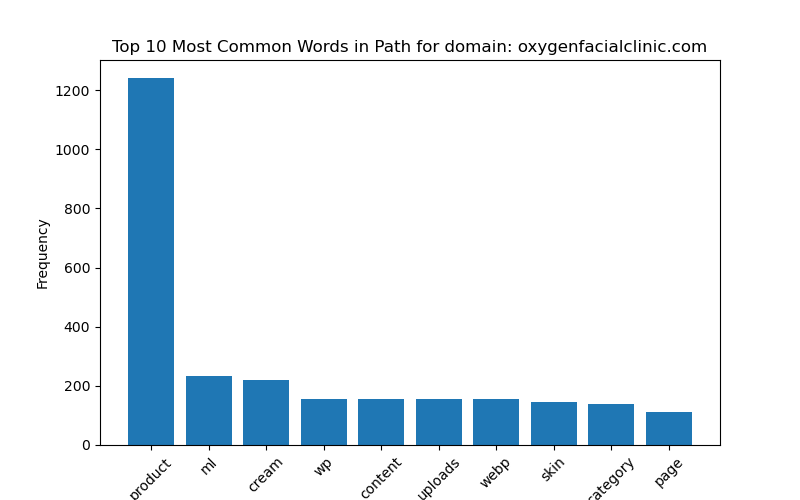 Top 10 Most Common Words in Path for domain: oxygenfacialclinic.com
1200
1000
800
600
400
200
0
Frequency
product
ml
cream
wp
content
uploads
webp
skin
ategory
page